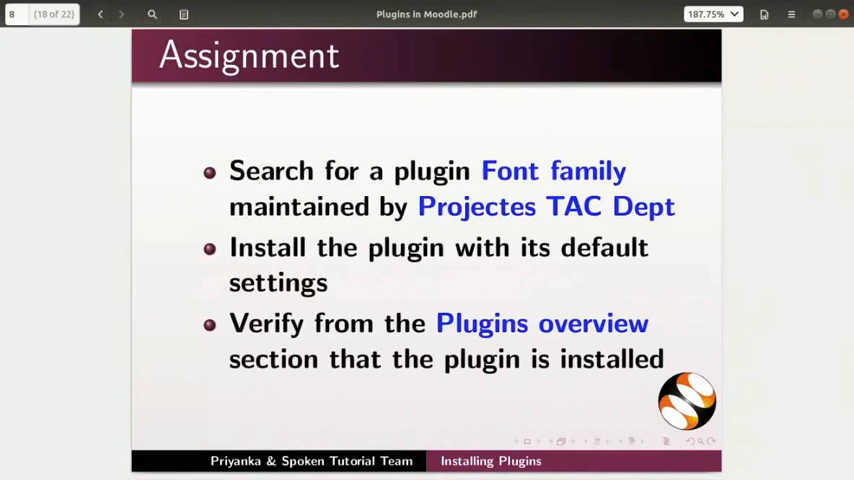 8 (18 of 22) Plugins in Moodle.pdf 187.75%
Assignment
Search for a plugin Font family
maintained by Projectes TAC Dept
Install the plugin with its default
settings
Verify from the Plugins overview
section that the plugin is installed
Priyanka & Spoken Tutorial Team Installing Plugins